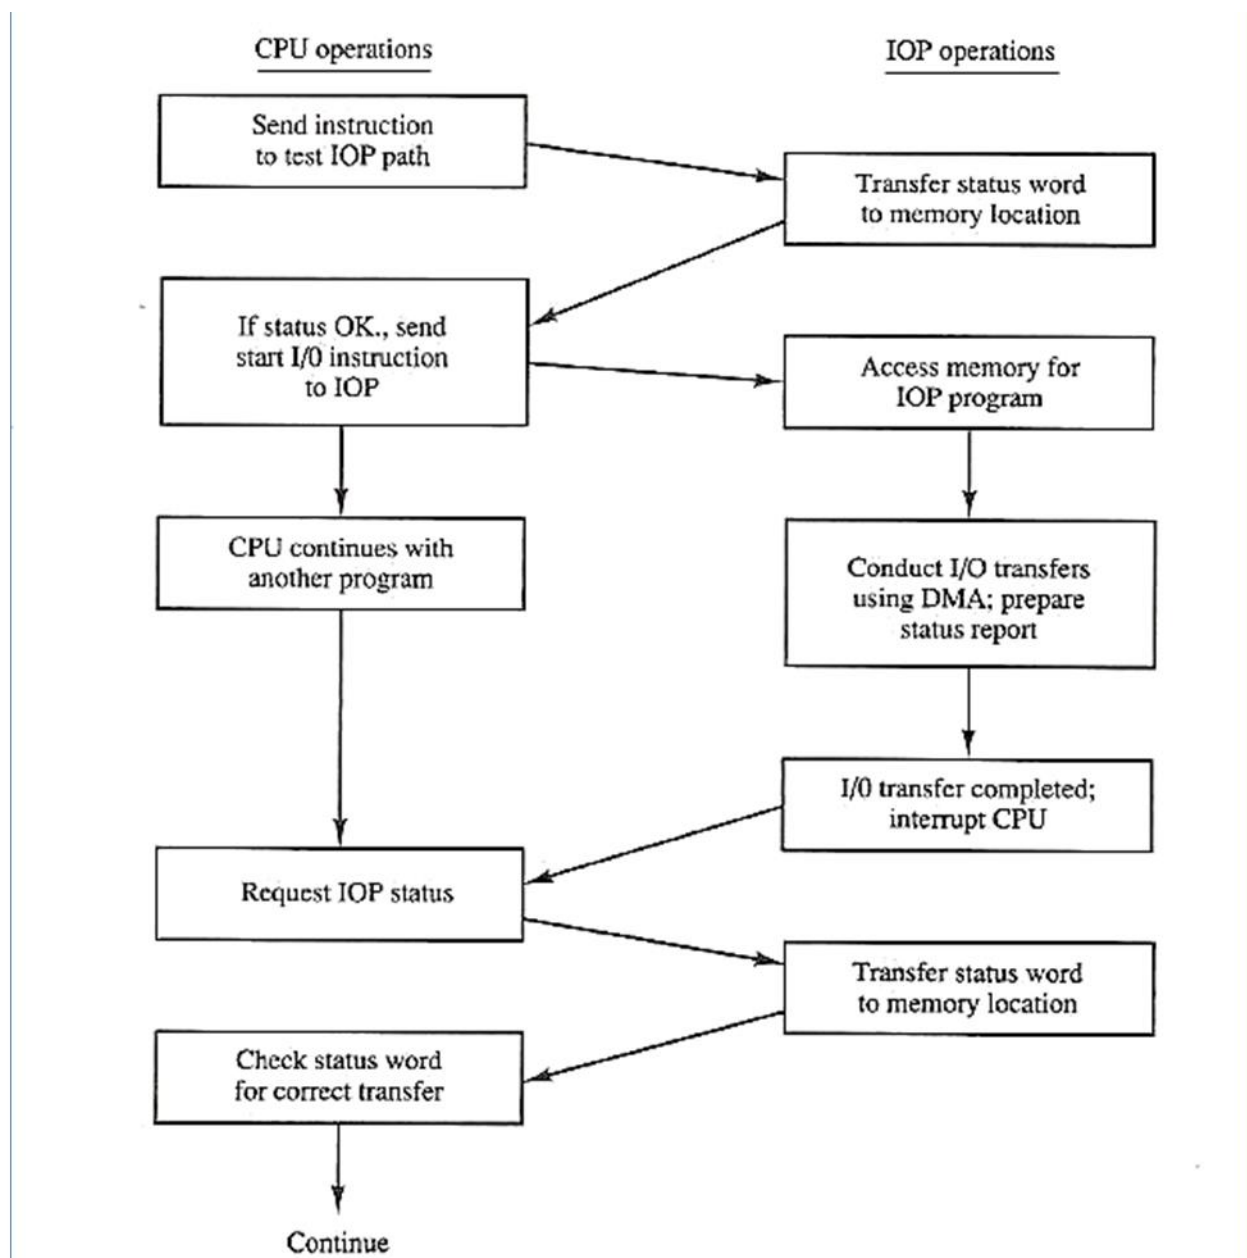 CPU operations
IOP operations
Send instruction
to test IOP path
Transfer status word
to memory location
If status OK., send
start I/0 instruction
to IOP
Access memory for
IOP program
CPU continues with
another program
Conduct I/O transfers
using DMA; prepare
status report
I/0 transfer completed;
interrupt CPU
Request IOP status
Transfer status word
to memory location
Check status word
for correct transfer
Continue